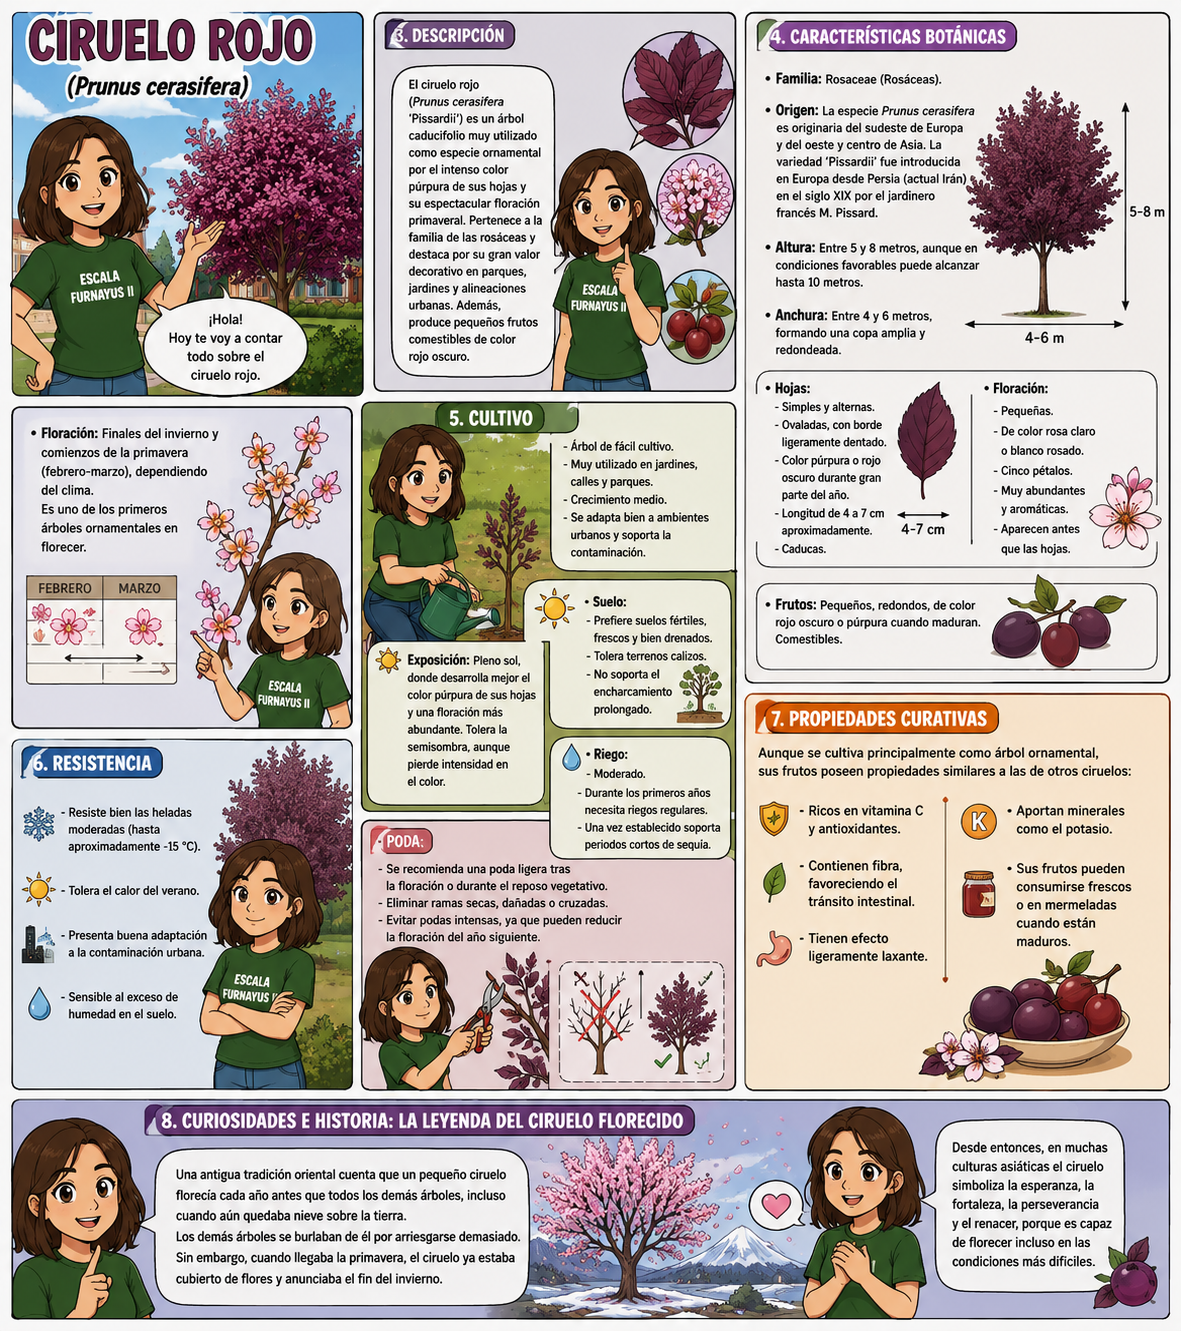 CIRUELO ROJO
(Prunus cerasifera)
ESCALA
FURNAYUS II
¡Hola!
Hoy te voy a contar
todo sobre el
ciruelo rojo.
3. DESCRIPCIÓN
El ciruelo rojo
(Prunus cerasifera
'Pissardii') es un árbol
caducifolio muy utilizado
como especie ornamental
por el intenso color
púrpura de sus hojas y
su espectacular floración
primaveral. Pertenece a la
familia de las rosáceas y
destaca por su gran valor
decorativo en parques,
jardines y alineaciones
urbanas. Además,
produce pequeños frutos
comestibles de color
rojo oscuro.
ESCALA
FURNAYUS II
4. CARACTERÍSTICAS BOTÁNICAS
• Familia: Rosaceae (Rosáceas).
• Origen: La especie Prunus cerasifera
es originaria del sudeste de Europa
y del oeste y centro de Asia. La
variedad 'Pissardii' fue introducida
en Europa desde Persia (actual Irán)
en el siglo XIX por el jardinero
francés M. Pissard.
• Altura: Entre 5 y 8 metros, aunque en
condiciones favorables puede alcanzar
hasta 10 metros.
• Anchura: Entre 4 y 6 metros,
formando una copa amplia y
redondeada.
5-8 m
4-6 m
• Hojas:
- Simples y alternas.
- Ovaladas, con borde
ligeramente dentado.
- Color púrpura o rojo
oscuro durante gran
parte del año.
- Longitud de 4 a 7 cm
aproximadamente.
- Caducas.
4-7 cm
• Floración:
- Pequeñas.
- De color rosa claro
o blanco rosado.
- Cinco pétalos.
- Muy abundantes
y aromáticas.
- Aparecen antes
que las hojas.
• Frutos: Pequeños, redondos, de color
rojo oscuro o púrpura cuando maduran.
Comestibles.
• Floración: Finales del invierno y
comienzos de la primavera
(febrero-marzo), dependiendo
del clima.
Es uno de los primeros
árboles ornamentales en
florecer.
FEBRERO MARZO
ESCALA
FURNAYUS II
5. CULTIVO
- Árbol de fácil cultivo.
- Muy utilizado en jardines,
calles y parques.
- Crecimiento medio.
- Se adapta bien a ambientes
urbanos y soporta la
contaminación.
• Suelo:
- Prefiere suelos fértiles,
frescos y bien drenados.
- Tolera terrenos calizos.
- No soporta el
encharcamiento
prolongado.
Exposición: Pleno sol,
donde desarrolla mejor el
color púrpura de sus hojas
y una floración más
abundante. Tolera la
semisombra, aunque
pierde intensidad en
el color.
• Riego:
- Moderado.
- Durante los primeros años
necesita riegos regulares.
- Una vez establecido soporta
periodos cortos de sequía.
PODA:
- Se recomienda una poda ligera tras
la floración o durante el reposo vegetativo.
- Eliminar ramas secas, dañadas o cruzadas.
- Evitar podas intensas, ya que pueden reducir
la floración del año siguiente.
6. RESISTENCIA
- Resiste bien las heladas
moderadas (hasta
aproximadamente -15 °C).
- Tolera el calor del verano.
- Presenta buena adaptación
a la contaminación urbana.
- Sensible al exceso de
humedad en el suelo.
ESCALA
FURNAYUS II
7. PROPIEDADES CURATIVAS
Aunque se cultiva principalmente como árbol ornamental,
sus frutos poseen propiedades similares a las de otros ciruelos:
- Ricos en vitamina C
y antioxidantes.
- Contienen fibra,
favoreciendo el
tránsito intestinal.
- Tienen efecto
ligeramente laxante.
K
• Aportan minerales
como el potasio.
• Sus frutos pueden
consumirse frescos
o en mermeladas
cuando están
maduros.
8. CURIOSIDADES E HISTORIA: LA LEYENDA DEL CIRUELO FLORECIDO
Una antigua tradición oriental cuenta que un pequeño ciruelo
florecía cada año antes que todos los demás árboles, incluso
cuando aún quedaba nieve sobre la tierra.
Los demás árboles se burlaban de él por arriesgarse demasiado.
Sin embargo, cuando llegaba la primavera, el ciruelo ya estaba
cubierto de flores y anunciaba el fin del invierno.
Desde entonces, en muchas
culturas asiáticas el ciruelo
simboliza la esperanza, la
fortaleza, la perseverancia
y el renacer, porque es capaz
de florecer incluso en las
condiciones más difíciles.